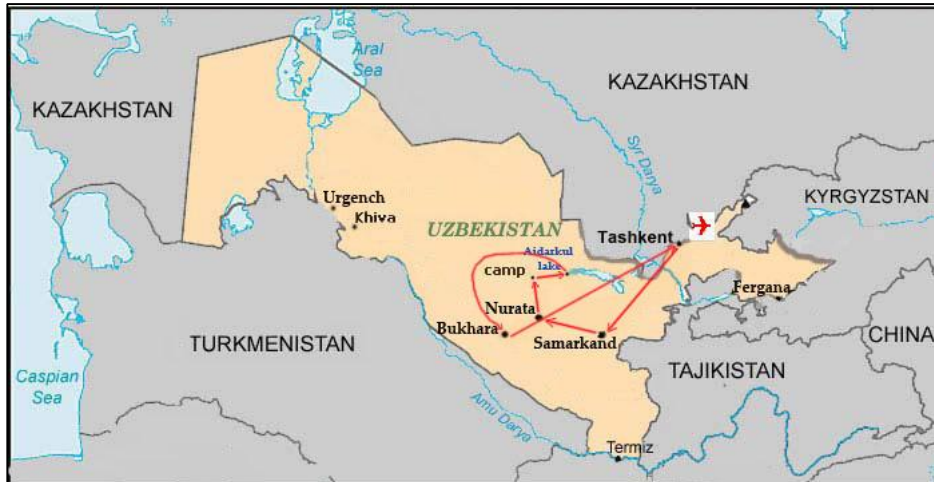 Aral
Sea
KAZAKHSTAN
KAZAKHSTAN
Syr Darya
KYRGYZSTAN
Urgench
Khiva
UZBEKISTAN
Tashkent
Aidarkul
lake
camp
Fergana
Nurata
Bukhara
Samarkand
TURKMENISTAN
CHINA
TAJIKISTAN
Caspian
Sea
Amu Darya
Termiz